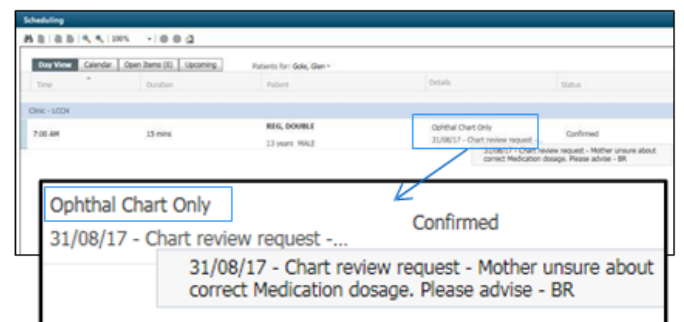 Scheduling
100%
Day View Calendar Open Items (0) Upcoming Patients for: Gole, Glen
Time Duration Patient Details Status
Clinic - LCCH
7:00 AM 15 mins REG, DOUBLE Ophthal Chart Only Confirmed
13 years MALE 31/08/17 - Chart review request -...
31/08/17 - Chart review request - Mother unsure about
correct Medication dosage. Please advise - BR
Ophthal Chart Only
Confirmed
31/08/17 - Chart review request -...
31/08/17 - Chart review request - Mother unsure about
correct Medication dosage. Please advise - BR